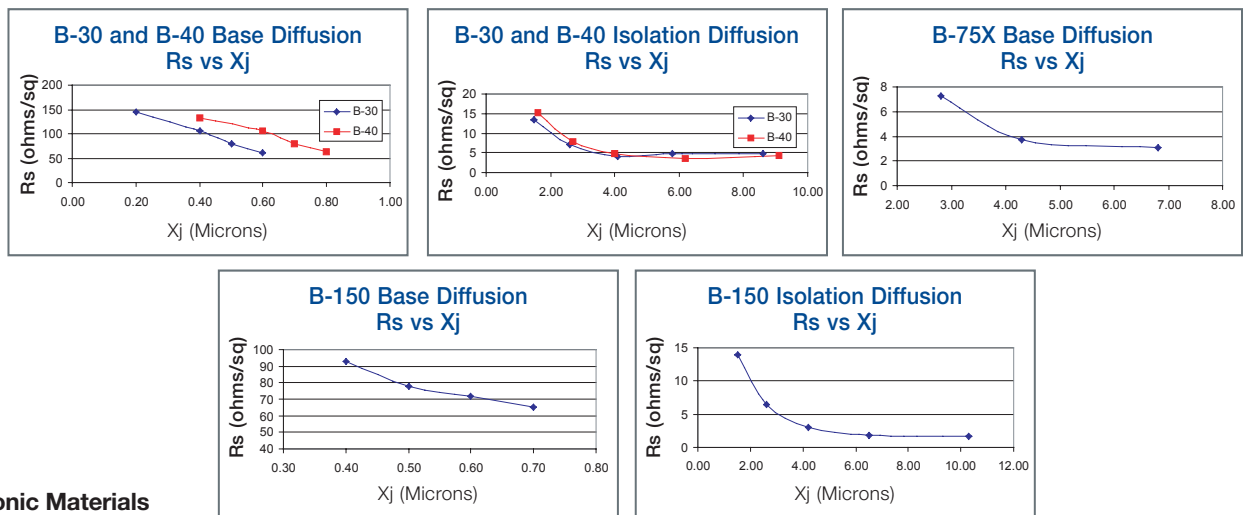 B-30 and B-40 Base Diffusion
Rs vs Xj
Rs (ohms/sq)
200
150
100
50
0
0.00 0.20 0.40 0.60 0.80 1.00
B-30
B-40
Xj (Microns)
B-30 and B-40 Isolation Diffusion
Rs vs Xj
Rs (ohms/sq)
20
15
10
5
0
0.00 2.00 4.00 6.00 8.00 10.00
B-30
B-40
Xj (Microns)
B-75X Base Diffusion
Rs vs Xj
Rs (ohms/sq)
8
6
4
2
0
2.00 3.00 4.00 5.00 6.00 7.00 8.00
Xj (Microns)
B-150 Base Diffusion
Rs vs Xj
Rs (ohms/sq)
100
90
80
70
60
50
40
0.30 0.40 0.50 0.60 0.70 0.80
Xj (Microns)
B-150 Isolation Diffusion
Rs vs Xj
Rs (ohms/sq)
15
10
5
0
0.00 2.00 4.00 6.00 8.00 10.00 12.00
Xj (Microns)
onic Materials